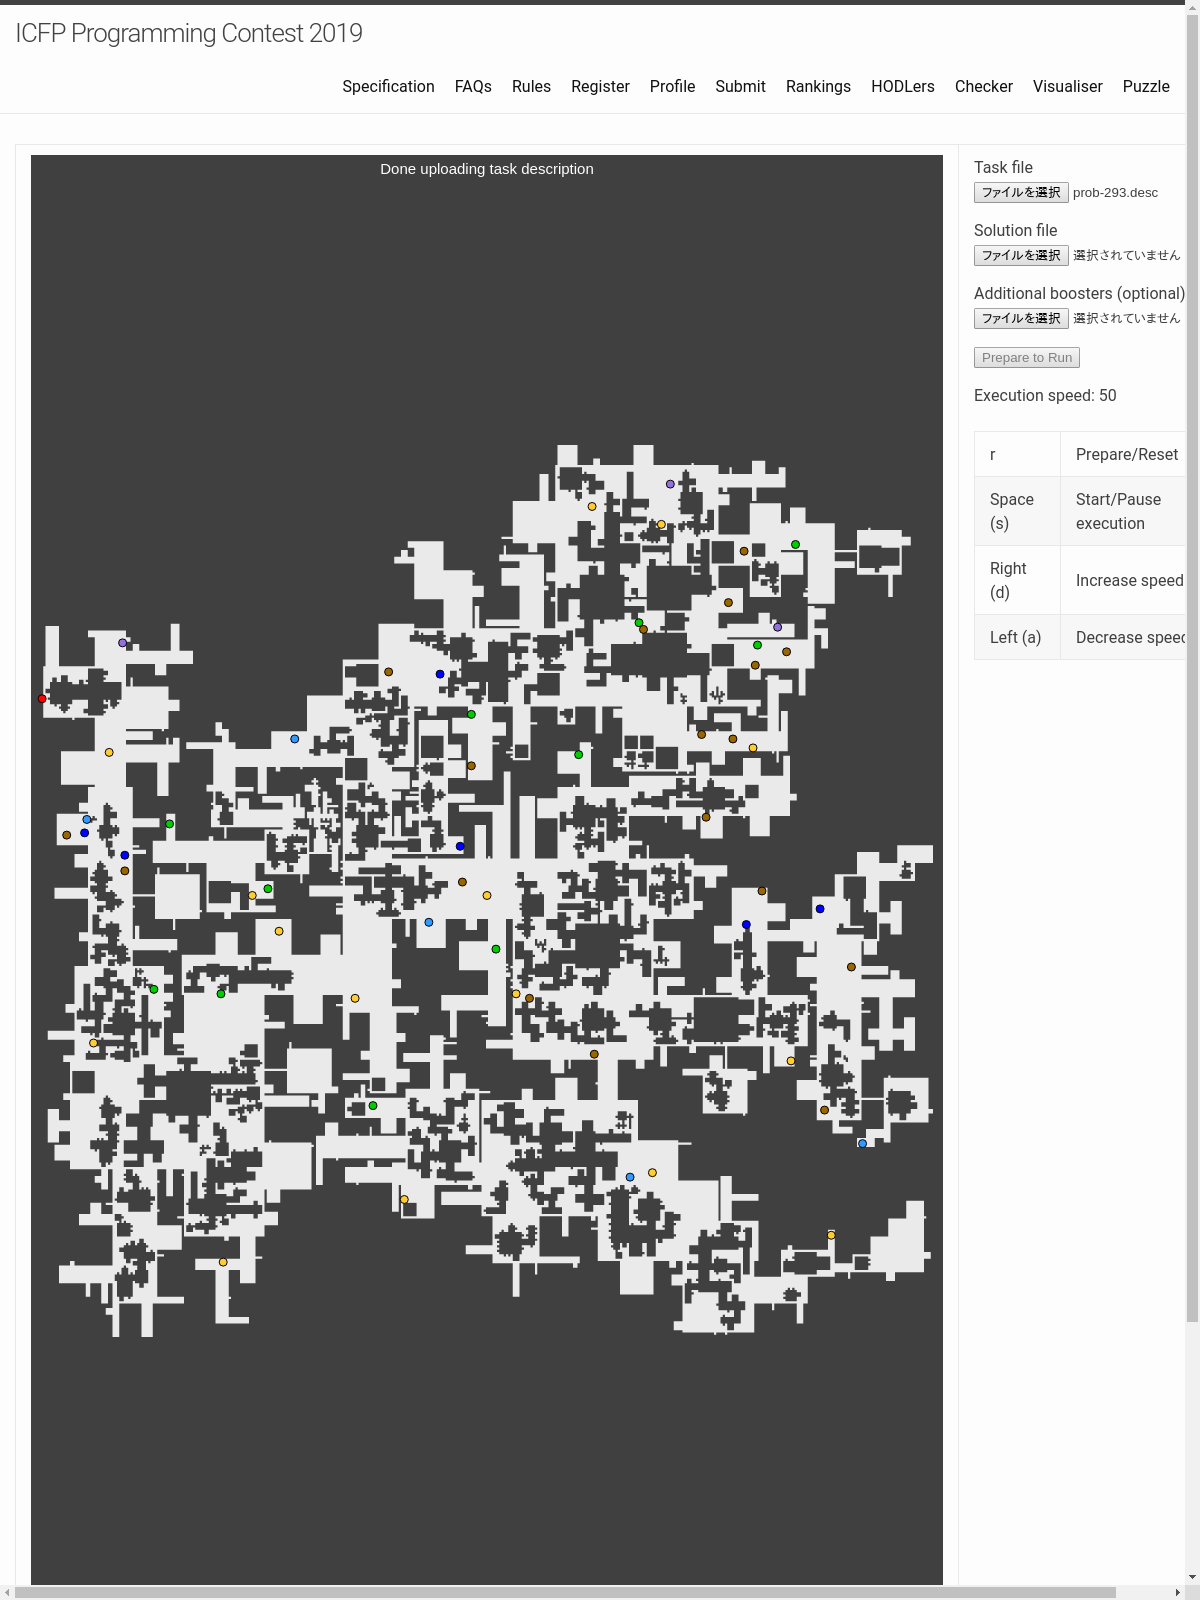 ICFP Programming Contest 2019
Specification FAQs Rules Register Profile Submit Rankings HODLers Checker Visualiser Puzzle
Done uploading task description
Task file
ファイルを選択 prob-293.desc
Solution file
ファイルを選択 選択されていません
Additional boosters (optional)
ファイルを選択 選択されていません
Prepare to Run
Execution speed: 50
r Prepare/Reset
Space Start/Pause
(s) execution
Right
(d) Increase speed
Left (a) Decrease speed